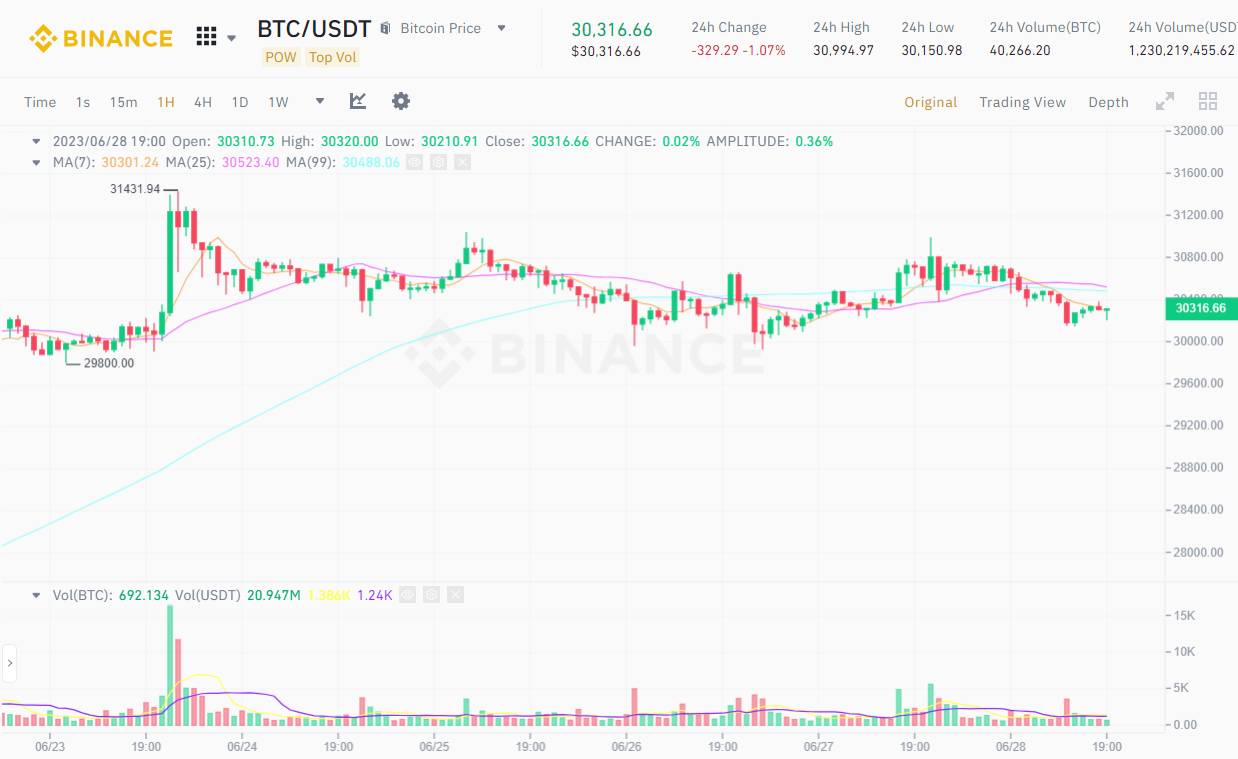 BINANCE
BTC/USDT Bitcoin Price
POW Top Vol
30,316.66
$30,316.66
24h Change
-329.29 -1.07%
24h High
30,994.97
24h Low
30,150.98
24h Volume(BTC)
40,266.20
24h Volume(USD
1,230,219,455.62
Time 1s 15m 1H 4H 1D 1W
Original Trading View Depth
2023/06/28 19:00 Open: 30310.73 High: 30320.00 Low: 30210.91 Close: 30316.66 CHANGE: 0.02% AMPLITUDE: 0.36%
MA(7): 30301.24 MA(25): 30523.40 MA(99): 30488.06
32000.00
31600.00
31431.94
31200.00
30800.00
30400.00
30316.66
30000.00
BINANCE
29800.00
29600.00
29200.00
28800.00
28400.00
28000.00
Vol(BTC): 692.134 Vol(USDT) 20.947M 1.386K 1.24K
15K
10K
5K
0.00
06/23 19:00 06/24 19:00 06/25 19:00 06/26 19:00 06/27 19:00 06/28 19:00